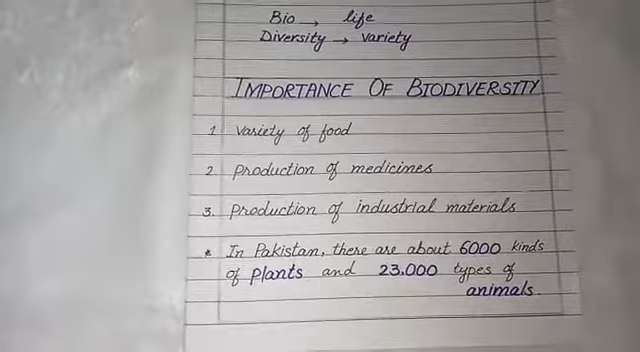 Bio → life
Diversity → Variety
IMPORTANCE OF BIODIVERSITY
1. Variety of food
2. Production of medicines
3. Production of industrial materials
* In Pakistan, there are about 6000 kinds
of plants and 23.000 types of
animals.